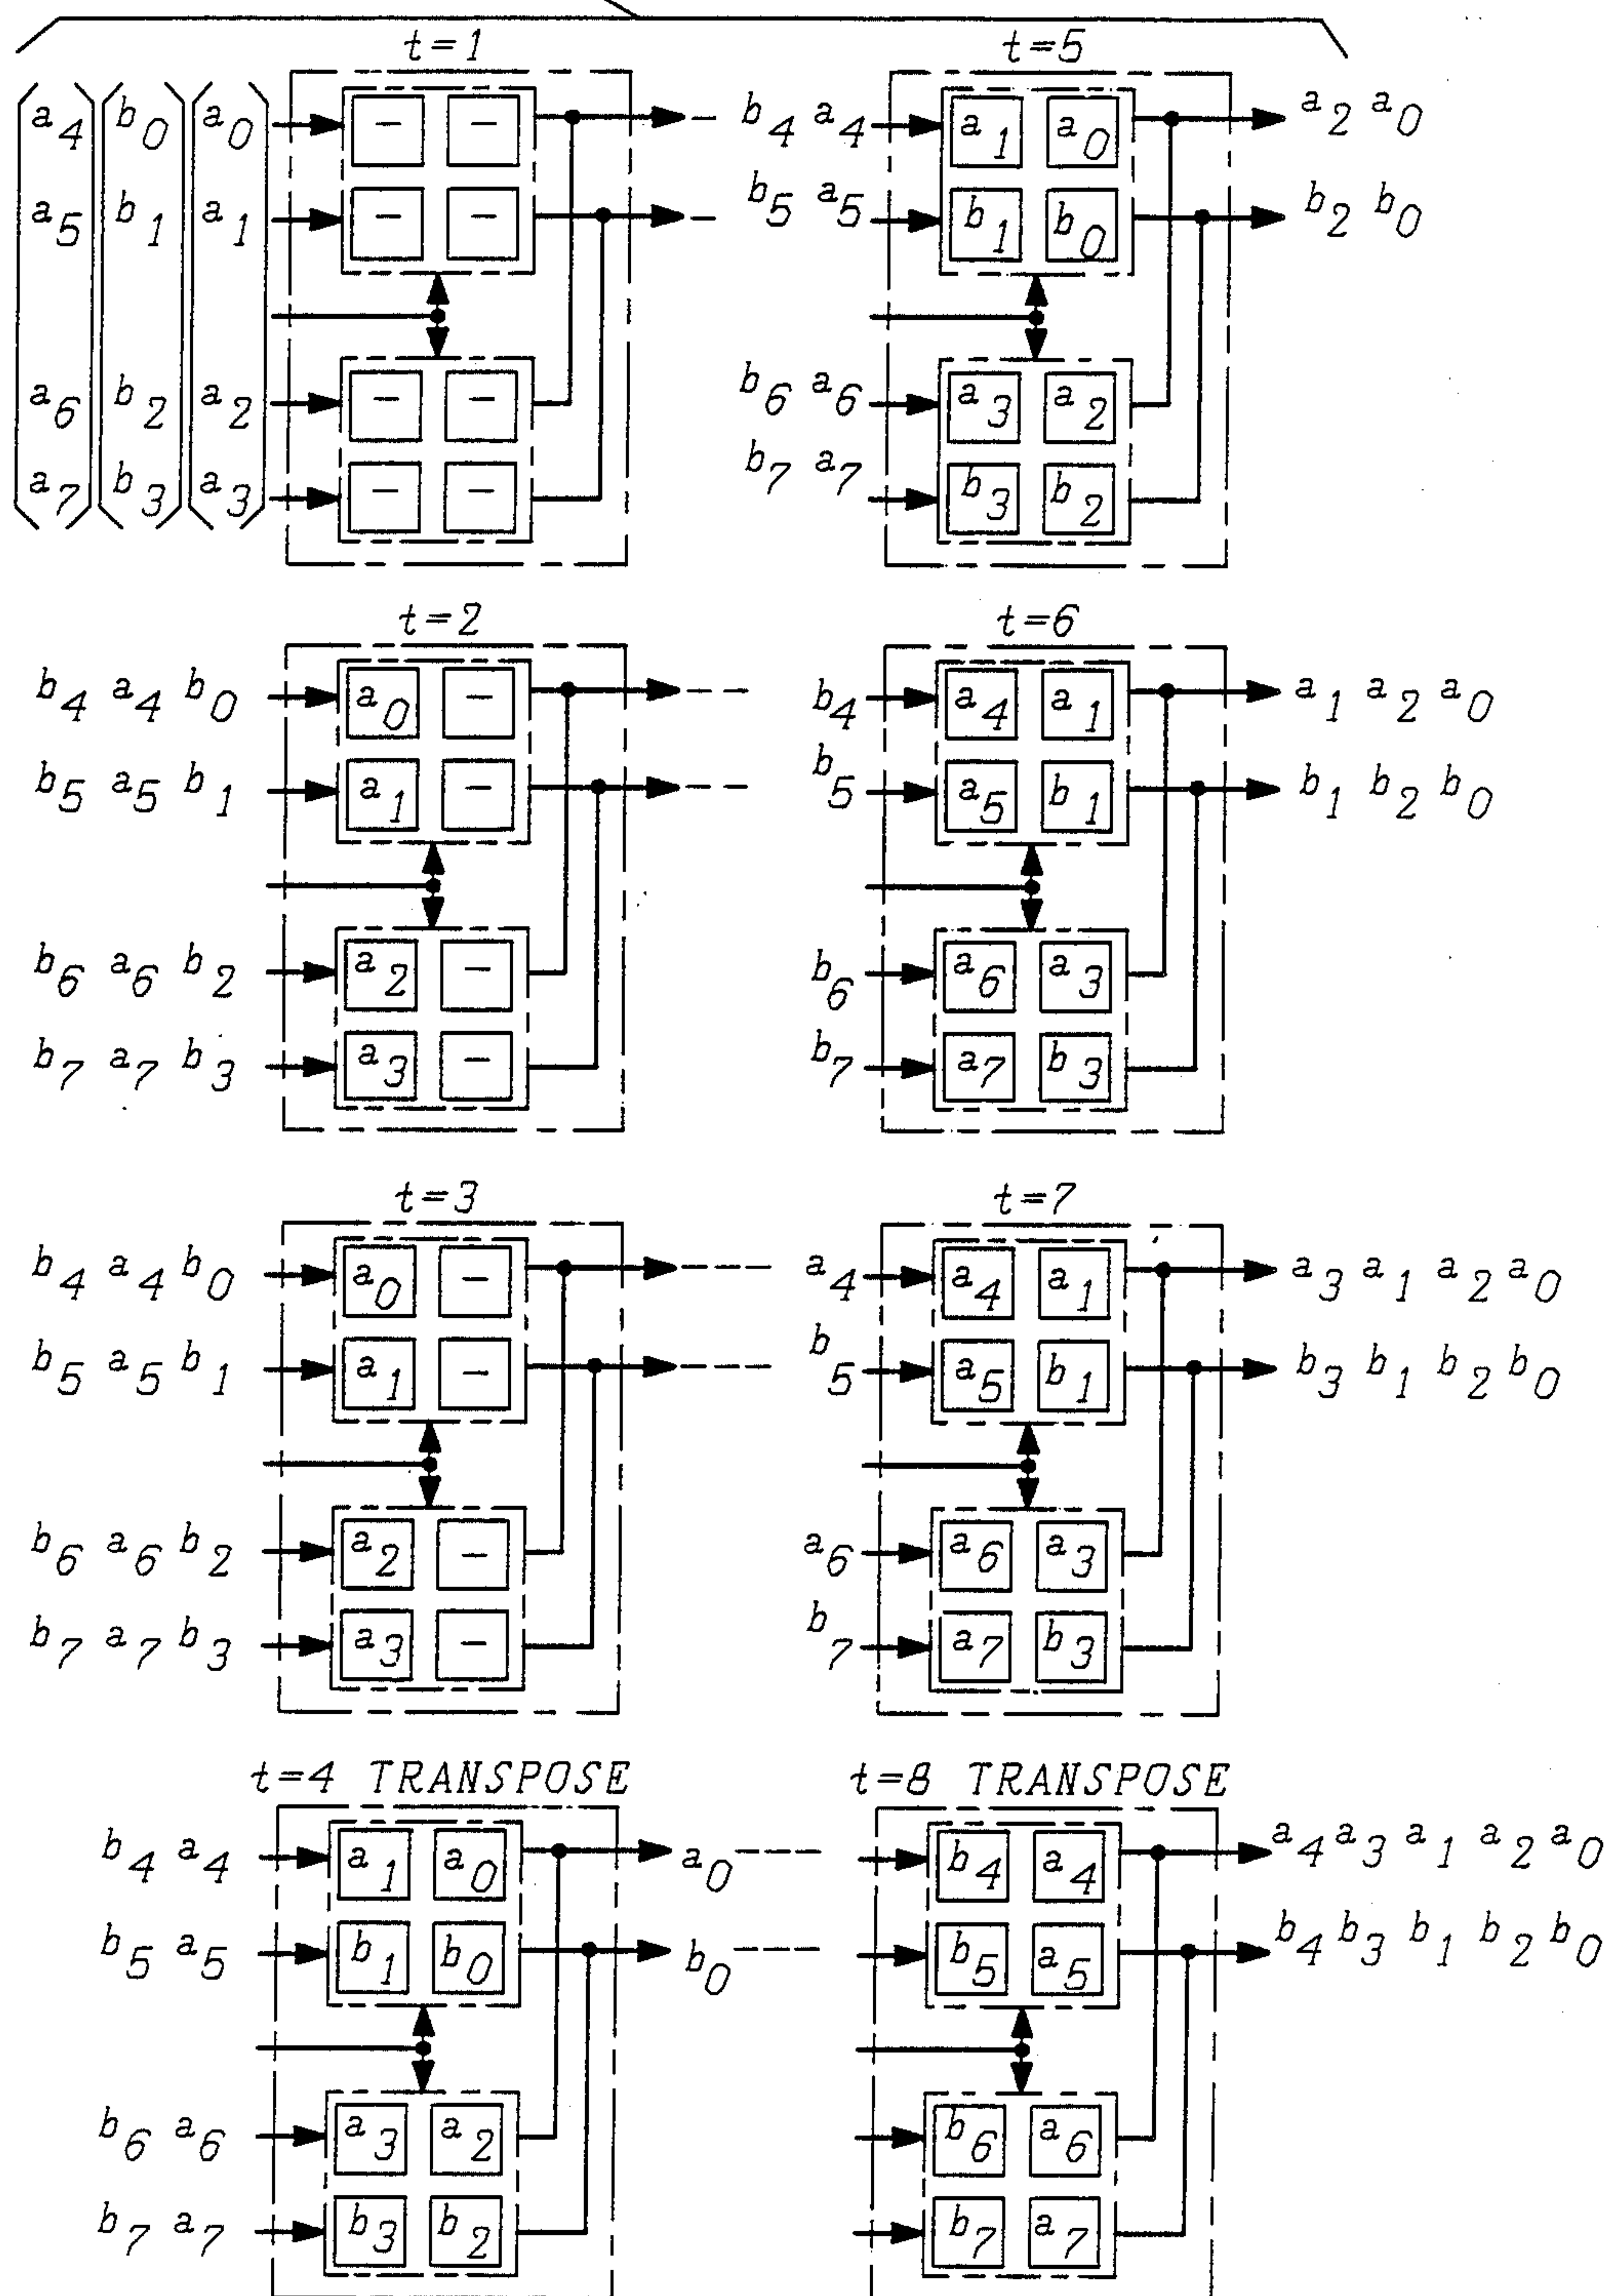 t=1
a₄ b₀ a₀ – – –
a₅ b₁ a₁ – – –
a₆ b₂ a₂ – –
a₇ b₃ a₃ – –
t=2
b₄ a₄ b₀ a₀ – – –
b₅ a₅ b₁ a₁ – – –
b₆ a₆ b₂ a₂ –
b₇ a₇ b₃ a₃ –
t=3
b₄ a₄ b₀ a₀ – – – –
b₅ a₅ b₁ a₁ – – – –
b₆ a₆ b₂ a₂ –
b₇ a₇ b₃ a₃ –
t=4 TRANSPOSE
b₄ a₄ a₁ a₀ a₀ – – – –
b₅ a₅ b₁ b₀ b₀ – – – –
b₆ a₆ a₃ a₂
b₇ a₇ b₃ b₂
t=5
b₄ a₄ a₁ a₀ a₂ a₀
b₅ a₅ b₁ b₀ b₂ b₀
b₆ a₆ a₃ a₂
b₇ a₇ b₃ b₂
t=6
b₄ a₄ a₁ a₁ a₂ a₀
b₅ a₅ b₁ b₁ b₂ b₀
b₆ a₆ a₃
b₇ a₇ b₃
t=7
a₄ a₄ a₁ a₃ a₁ a₂ a₀
b₅ a₅ b₁ b₃ b₁ b₂ b₀
a₆ a₆ a₃
b₇ a₇ b₃
t=8 TRANSPOSE
b₄ a₄ a₄ a₃ a₁ a₂ a₀
b₅ a₅ b₄ b₃ b₁ b₂ b₀
b₆ a₆
b₇ a₇